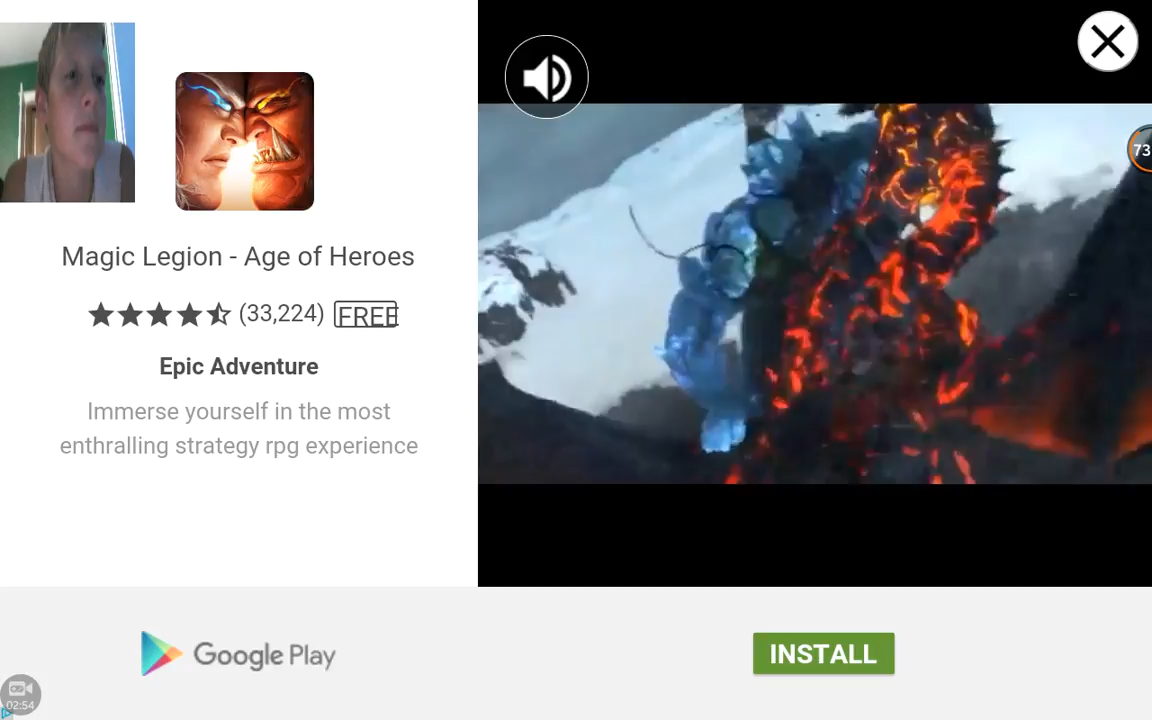 73
Magic Legion - Age of Heroes
(33,224) FREE
Epic Adventure
Immerse yourself in the most
enthralling strategy rpg experience
Google Play
INSTALL
02:54